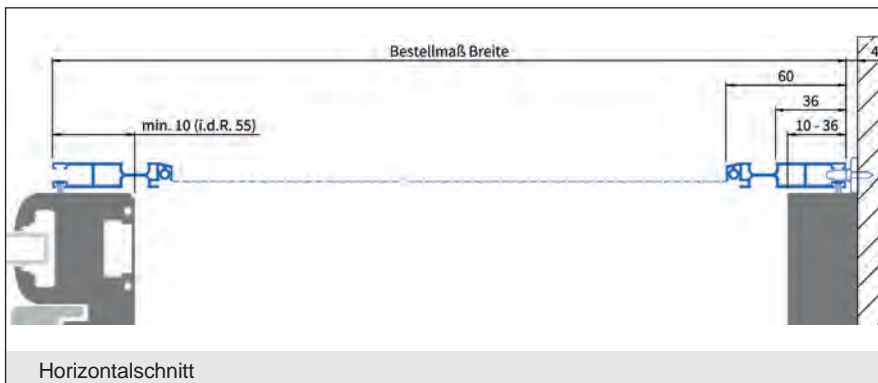 Bestellmaß Breite
4
60
36
min. 10 (i.d.R. 55)
10 - 36
Horizontalschnitt